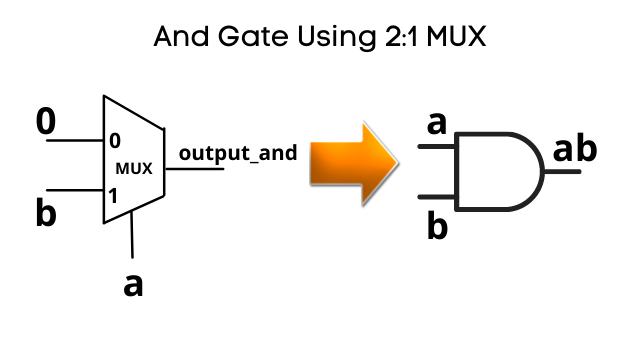 And Gate Using 2:1 MUX
0
0
MUX
output_and
1
b
a
a
ab
b